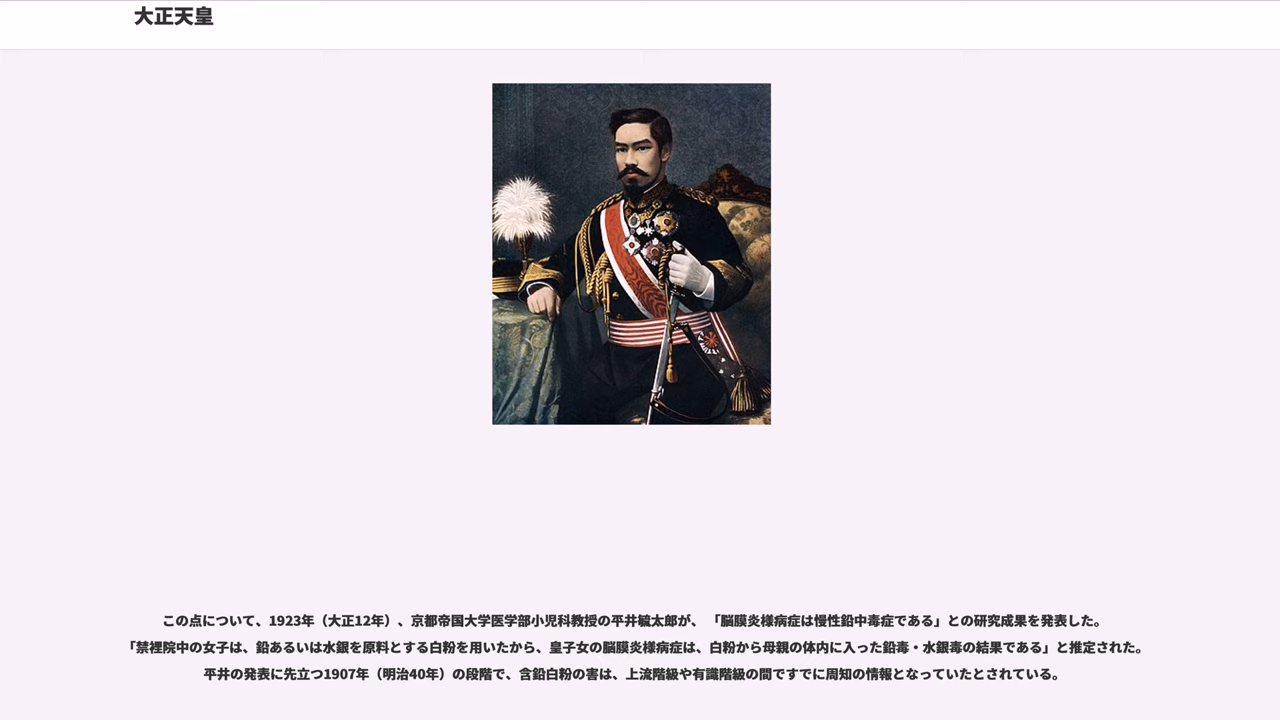 大正天皇
この点について、1923年（大正12年）、京都帝国大学医学部小児科教授の平井毓太郎が、 「脳膜炎様病症は慢性鉛中毒症である」との研究成果を発表した。
「禁裡院中の女子は、鉛あるいは水銀を原料とする白粉を用いたから、皇子女の脳膜炎様病症は、白粉から母親の体内に入った鉛毒・水銀毒の結果である」と推定された。
平井の発表に先立つ1907年（明治40年）の段階で、含鉛白粉の害は、上流階級や有識階級の間ですでに周知の情報となっていたとされている。